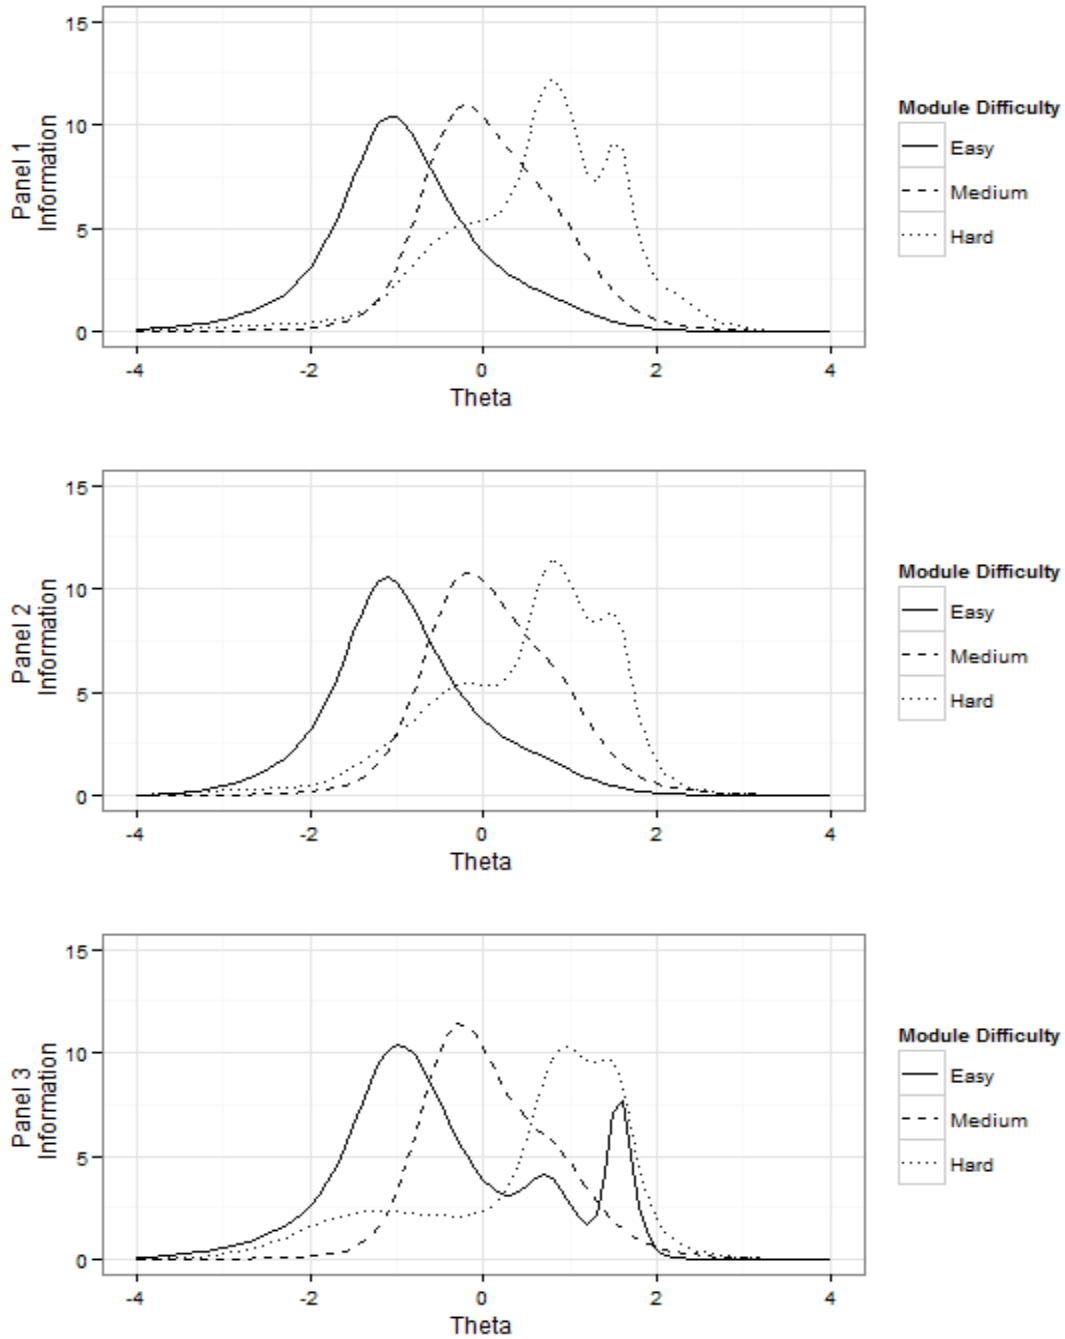 Panel 1
Information
15
10
5
0
-4
-2
0
2
4
Theta
Module Difficulty
Easy
Medium
Hard
Panel 2
Information
15
10
5
0
-4
-2
0
2
4
Theta
Module Difficulty
Easy
Medium
Hard
Panel 3
Information
15
10
5
0
-4
-2
0
2
4
Theta
Module Difficulty
Easy
Medium
Hard